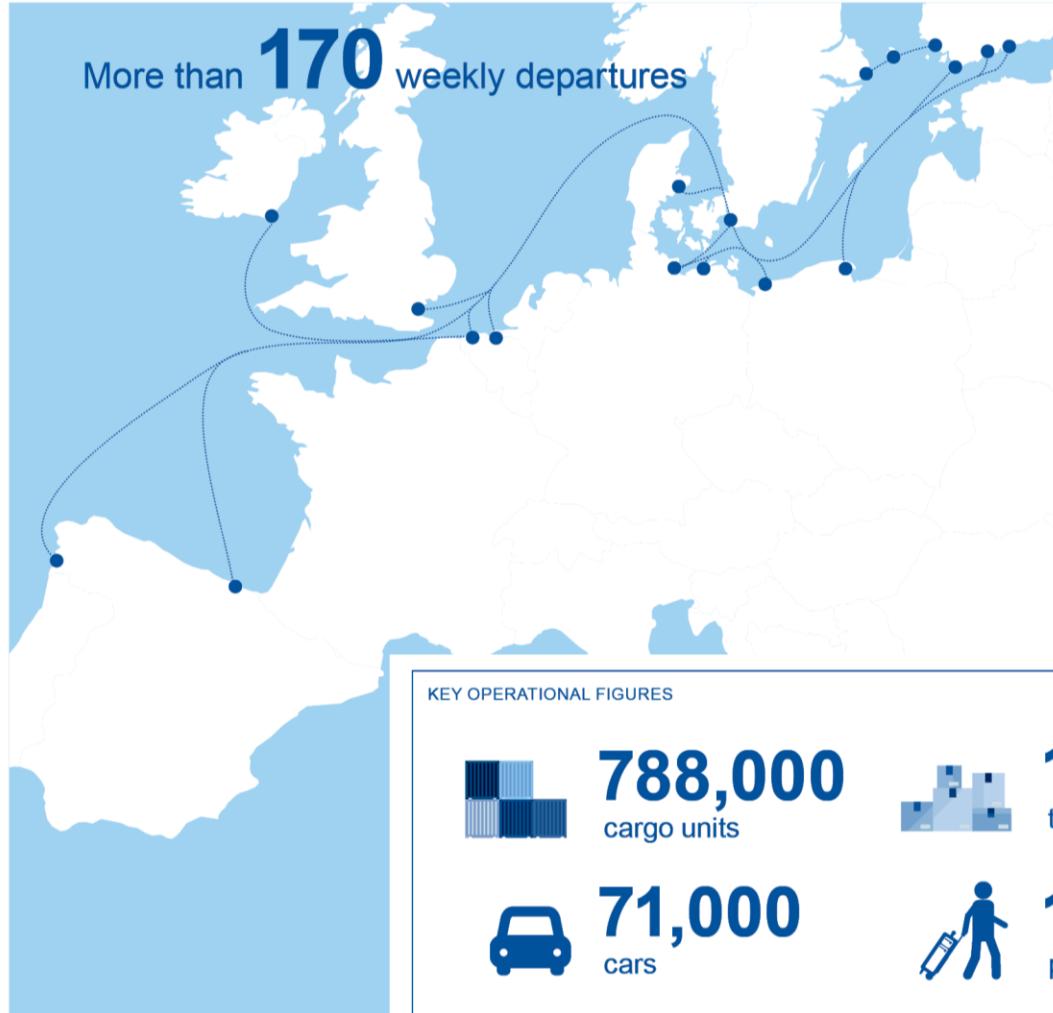 More than 170 weekly departures
KEY OPERATIONAL FIGURES
788,000
cargo units
71,000
cars